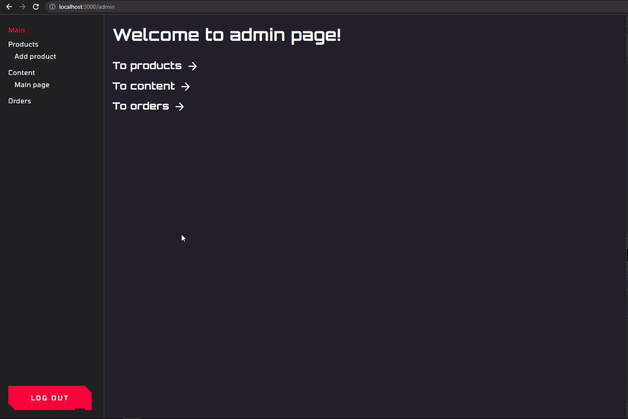 localhost:3000/admin
Main
Products
Add product
Content
Main page
Orders
LOG OUT
Welcome to admin page!
To products →
To content →
To orders →